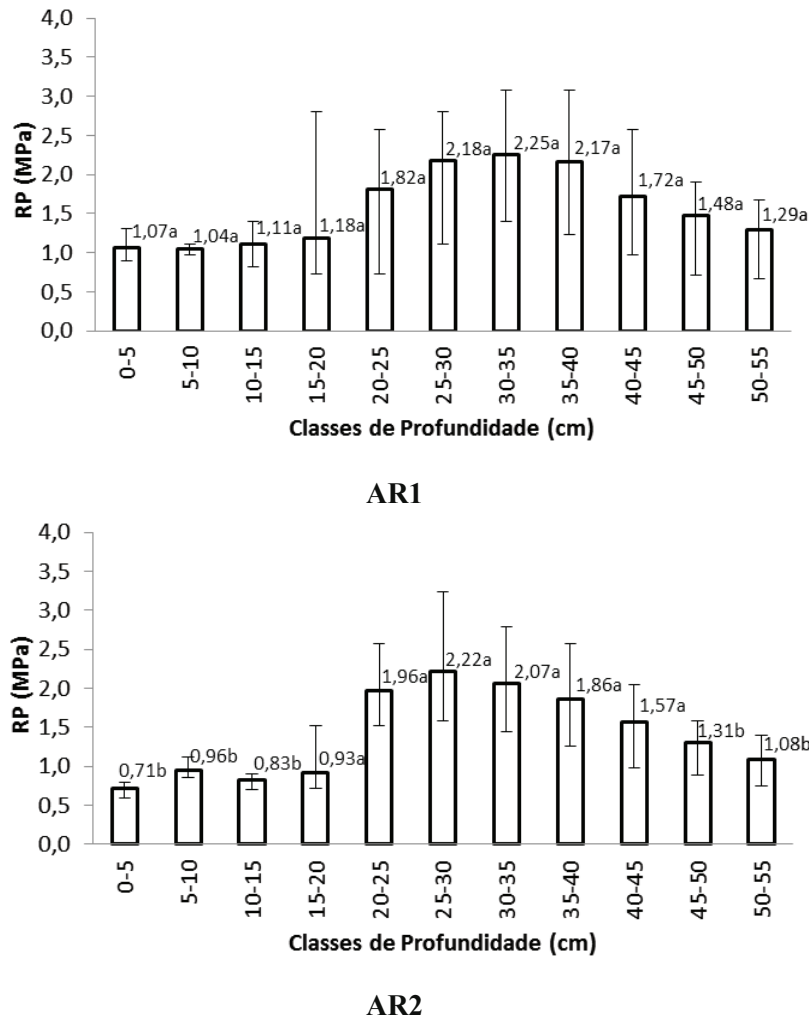 4,0
3,5
3,0
2,5
2,0
1,5
1,0
0,5
0,0
RP (MPa)
1,07a
1,04a
1,11a
1,18a
1,82a
2,18a
2,25a
2,17a
1,72a
1,48a
1,29a
0-5
5-10
10-15
15-20
20-25
25-30
30-35
35-40
40-45
45-50
50-55
Classes de Profundidade (cm)
AR1
4,0
3,5
3,0
2,5
2,0
1,5
1,0
0,5
0,0
RP (MPa)
0,71b
0,96b
0,83b
0,93a
1,96a
2,22a
2,07a
1,86a
1,57a
1,31b
1,08b
0-5
5-10
10-15
15-20
20-25
25-30
30-35
35-40
40-45
45-50
50-55
Classes de Profundidade (cm)
AR2